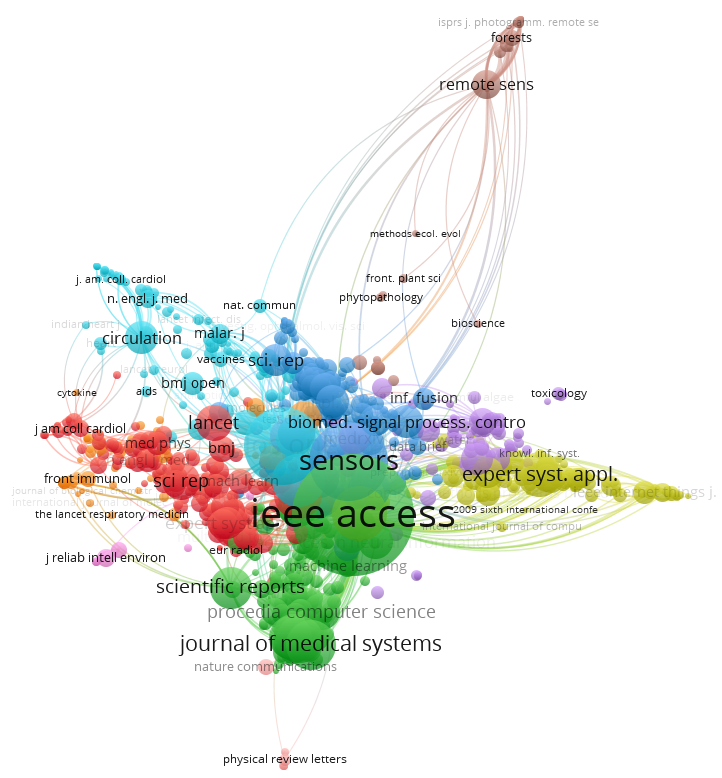 isprs j. photogramm. remote se
forests
remote sens
methods ecol. evol
front. plant sci
j. am. coll. cardiol
phytopathology
n. engl. j. med
nat. commun
bioscience
malar. j
circulation
vaccines
sci. rep
bmj open
cytokine
aids
toxicology
inf. fusion
lancet
biomed. signal process. contro
j am coll cardiol
med phys
bmj
data brief
knowl. inf. syst.
sensors
expert syst. appl.
front immunol
sci rep
mach learn
ieee internet things j.
ieee access
2009 sixth international confe
the lancet respiratory medicin
expert syst
international journal of compu
eur radiol
j reliab intell environ
machine learning
scientific reports
procedia computer science
journal of medical systems
nature communications
physical review letters